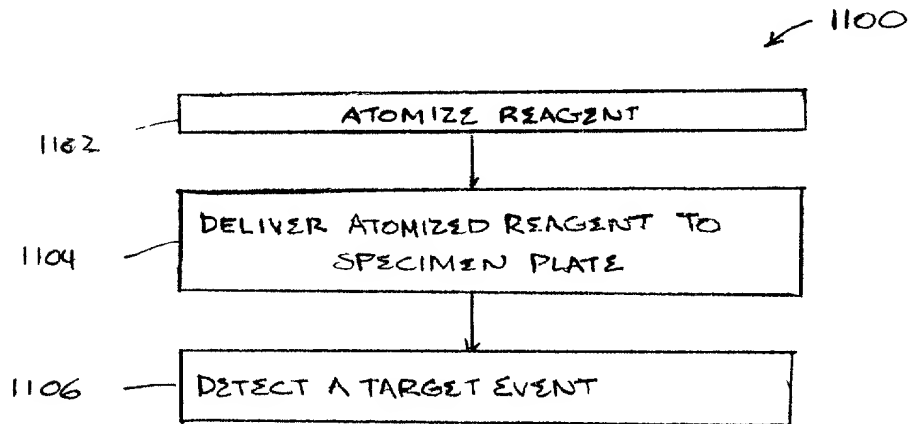 1100
ATOMIZE REAGENT
1102
DELIVER ATOMIZED REAGENT TO
SPECIMEN PLATE
1104
DETECT A TARGET EVENT
1106